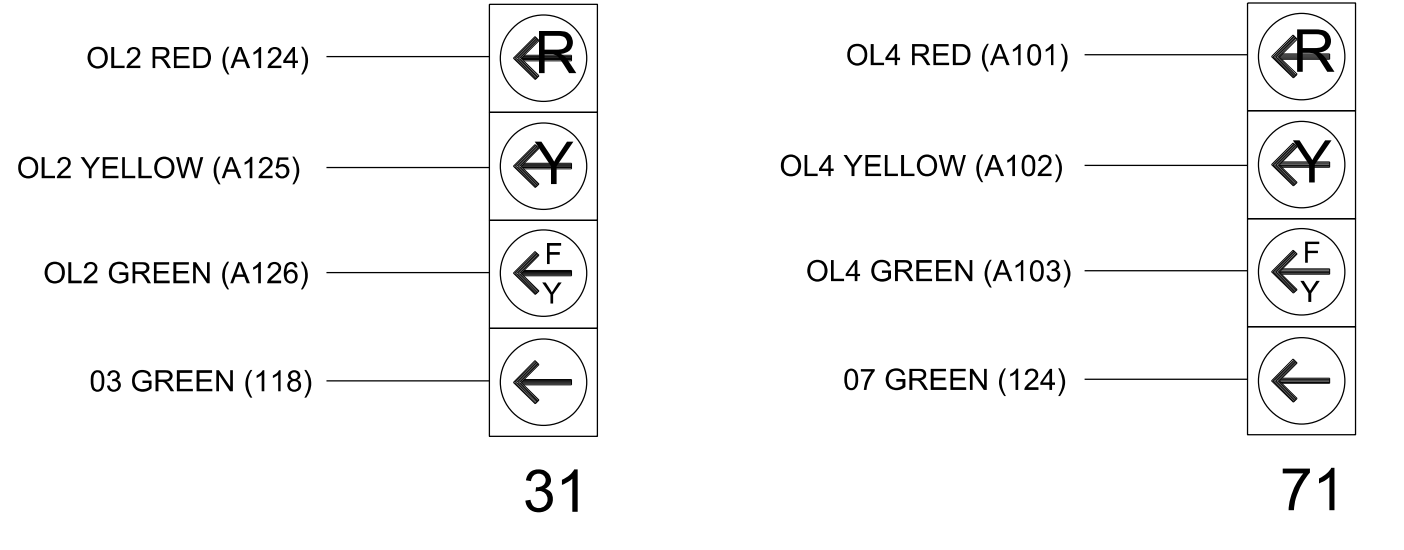 OL2 RED (A124)
R
OL2 YELLOW (A125)
Y
OL2 GREEN (A126)
F
Y
03 GREEN (118)
31
OL4 RED (A101)
R
OL4 YELLOW (A102)
Y
OL4 GREEN (A103)
F
Y
07 GREEN (124)
71